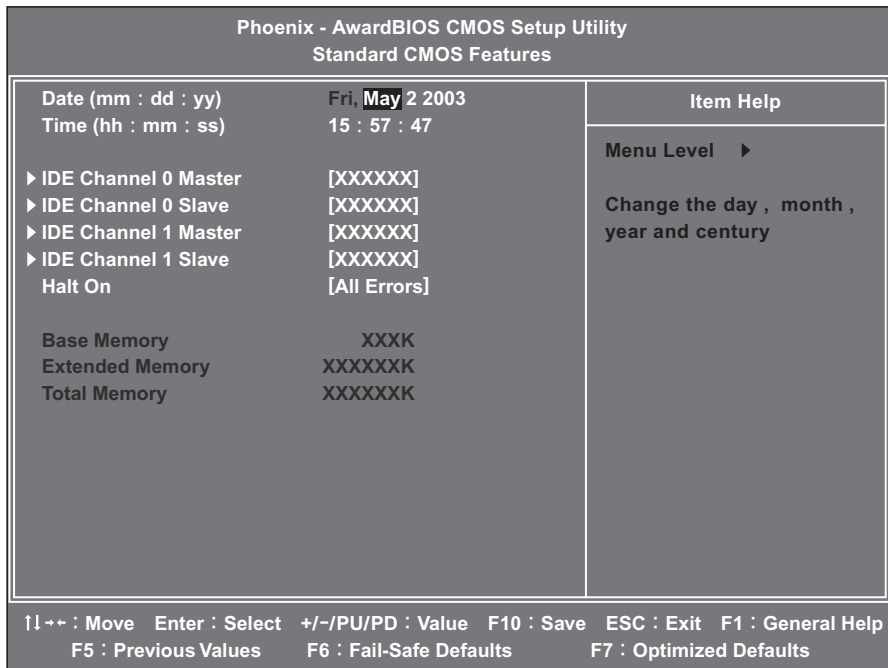 Phoenix - AwardBIOS CMOS Setup Utility
Standard CMOS Features
Date (mm : dd : yy) Fri, May 2 2003
Time (hh : mm : ss) 15 : 57 : 47
IDE Channel 0 Master [XXXXXX]
IDE Channel 0 Slave [XXXXXX]
IDE Channel 1 Master [XXXXXX]
IDE Channel 1 Slave [XXXXXX]
Halt On [All Errors]
Base Memory XXXK
Extended Memory XXXXXXK
Total Memory XXXXXXK
Item Help
Menu Level ▶
Change the day , month ,
year and century
↑↓→← : Move Enter : Select +/-/PU/PD : Value F10 : Save ESC : Exit F1 : General Help
F5 : Previous Values F6 : Fail-Safe Defaults F7 : Optimized Defaults